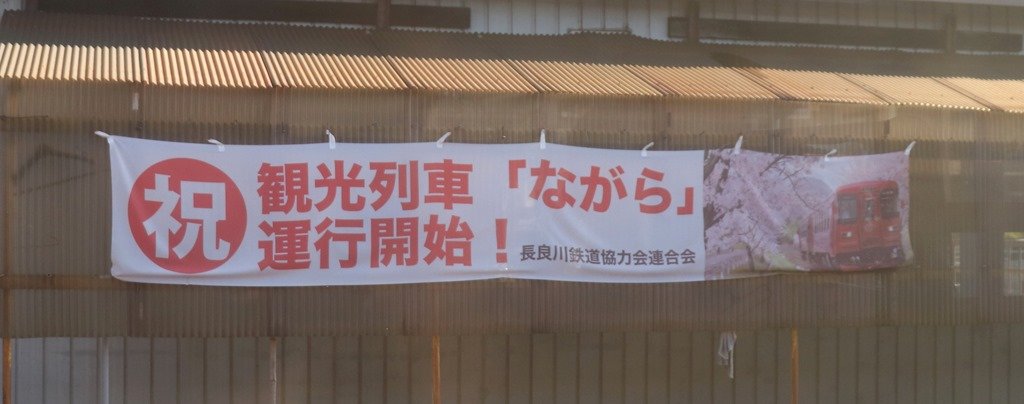 祝
観光列車「ながら」
運行開始！
長良川鉄道協力会連合会